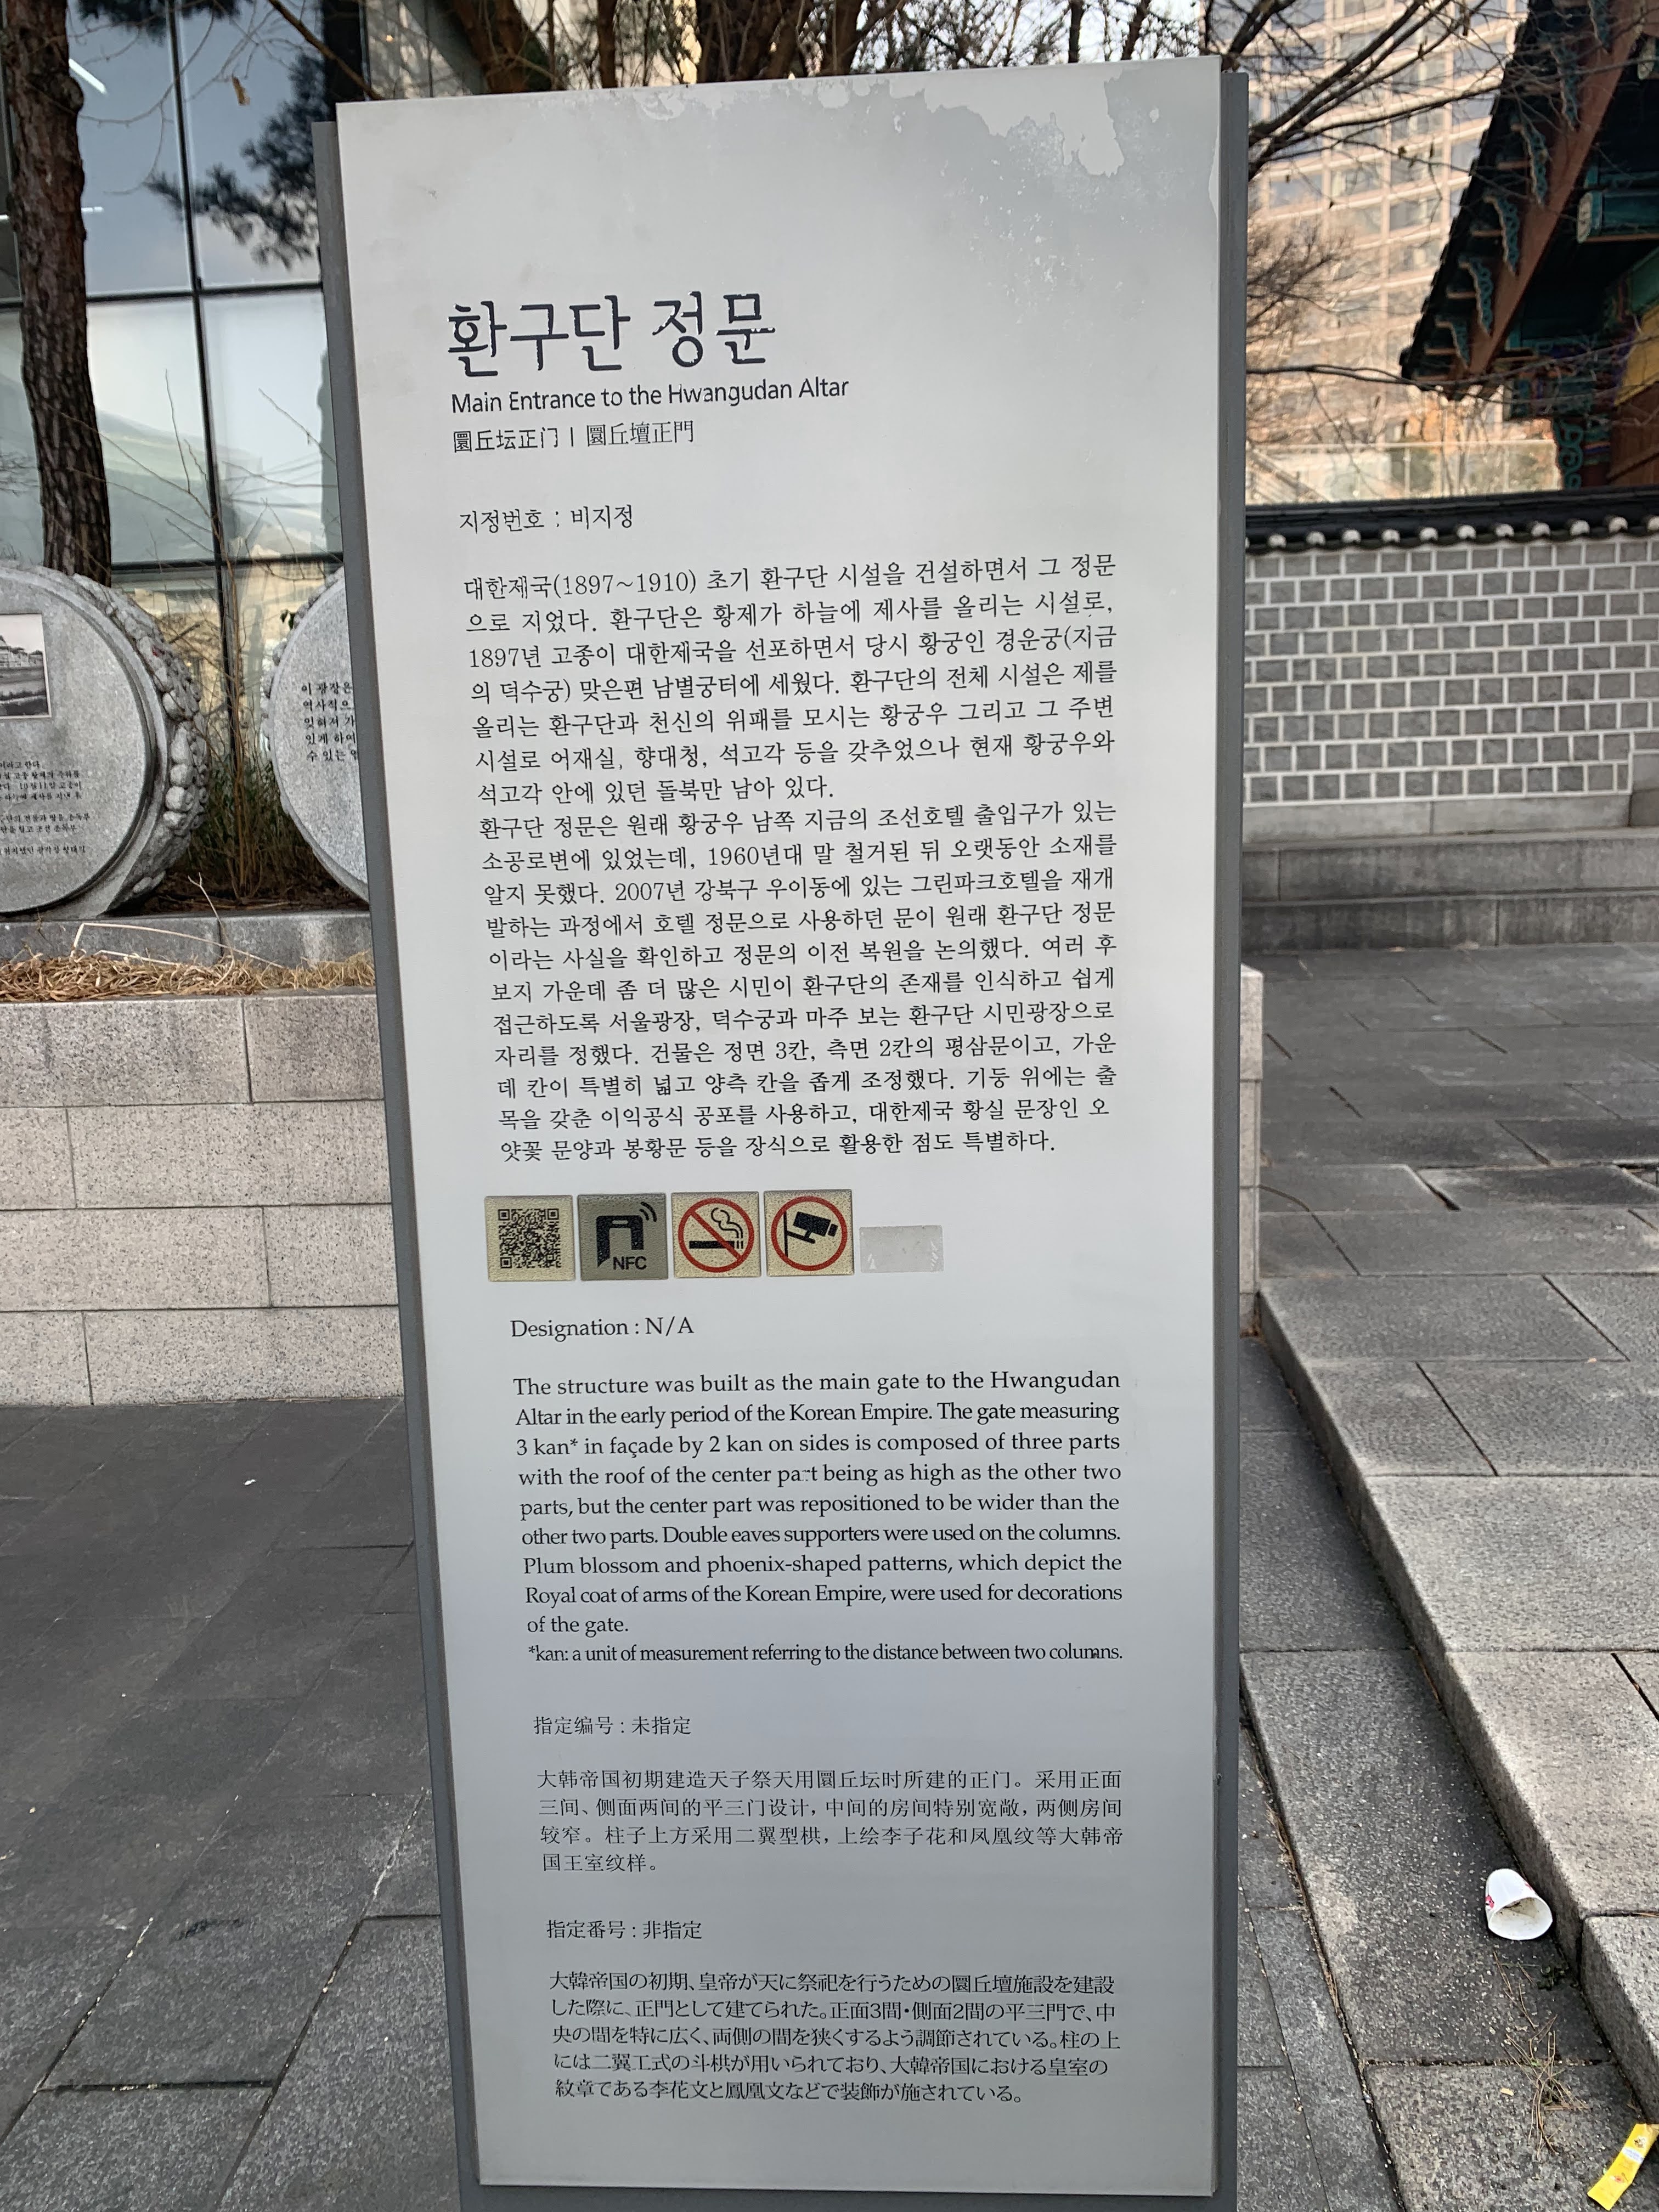 환구단 정문
Main Entrance to the Hwangudan Altar
圜丘坛正门 | 圜丘壇正門
지정번호 : 비지정
대한제국(1897~1910) 초기 환구단 시설을 건설하면서 그 정문
으로 지었다. 환구단은 황제가 하늘에 제사를 올리는 시설로,
1897년 고종이 대한제국을 선포하면서 당시 황궁인 경운궁(지금
의 덕수궁) 맞은편 남별궁터에 세웠다. 환구단의 전체 시설은 제를
올리는 환구단과 천신의 위패를 모시는 황궁우 그리고 그 주변
시설로 어재실, 향대청, 석고각 등을 갖추었으나 현재 황궁우와
석고각 안에 있던 돌북만 남아 있다.
환구단 정문은 원래 황궁우 남쪽 지금의 조선호텔 출입구가 있는
소공로변에 있었는데, 1960년대 말 철거된 뒤 오랫동안 소재를
알지 못했다. 2007년 강북구 우이동에 있는 그린파크호텔을 재개
발하는 과정에서 호텔 정문으로 사용하던 문이 원래 환구단 정문
이라는 사실을 확인하고 정문의 이전 복원을 논의했다. 여러 후
보지 가운데 좀 더 많은 시민이 환구단의 존재를 인식하고 쉽게
접근하도록 서울광장, 덕수궁과 마주 보는 환구단 시민광장으로
자리를 정했다. 건물은 정면 3칸, 측면 2칸의 평삼문이고, 가운
데 칸이 특별히 넓고 양측 칸을 좁게 조정했다. 기둥 위에는 출
목을 갖춘 이익공식 공포를 사용하고, 대한제국 황실 문장인 오
얏꽃 문양과 봉황문 등을 장식으로 활용한 점도 특별하다.
NFC
Designation : N/A
The structure was built as the main gate to the Hwangudan
Altar in the early period of the Korean Empire. The gate measuring
3 kan* in façade by 2 kan on sides is composed of three parts
with the roof of the center part being as high as the other two
parts, but the center part was repositioned to be wider than the
other two parts. Double eaves supporters were used on the columns.
Plum blossom and phoenix-shaped patterns, which depict the
Royal coat of arms of the Korean Empire, were used for decorations
of the gate.
*kan: a unit of measurement referring to the distance between two columns.
指定编号 : 未指定
大韩帝国初期建造天子祭天用圜丘坛时所建的正门。采用正面
三间、侧面两间的平三门设计，中间的房间特别宽敞，两侧房间
较窄。柱子上方采用二翼型栱，上绘李子花和凤凰纹等大韩帝
国王室纹样。
指定番号 : 非指定
大韓帝国の初期、皇帝が天に祭祀を行うための圜丘壇施設を建設
した際に、正門として建てられた。正面3間・側面2間の平三門で、中
央の間を特に広く、両側の間を狭くするよう調節されている。柱の上
には二翼工式の斗栱が用いられており、大韓帝国における皇室の
紋章である李花文と鳳凰文などで装飾が施されている。
이 광장은
역사적으
잊혀져 가
있게 하여
수 있는